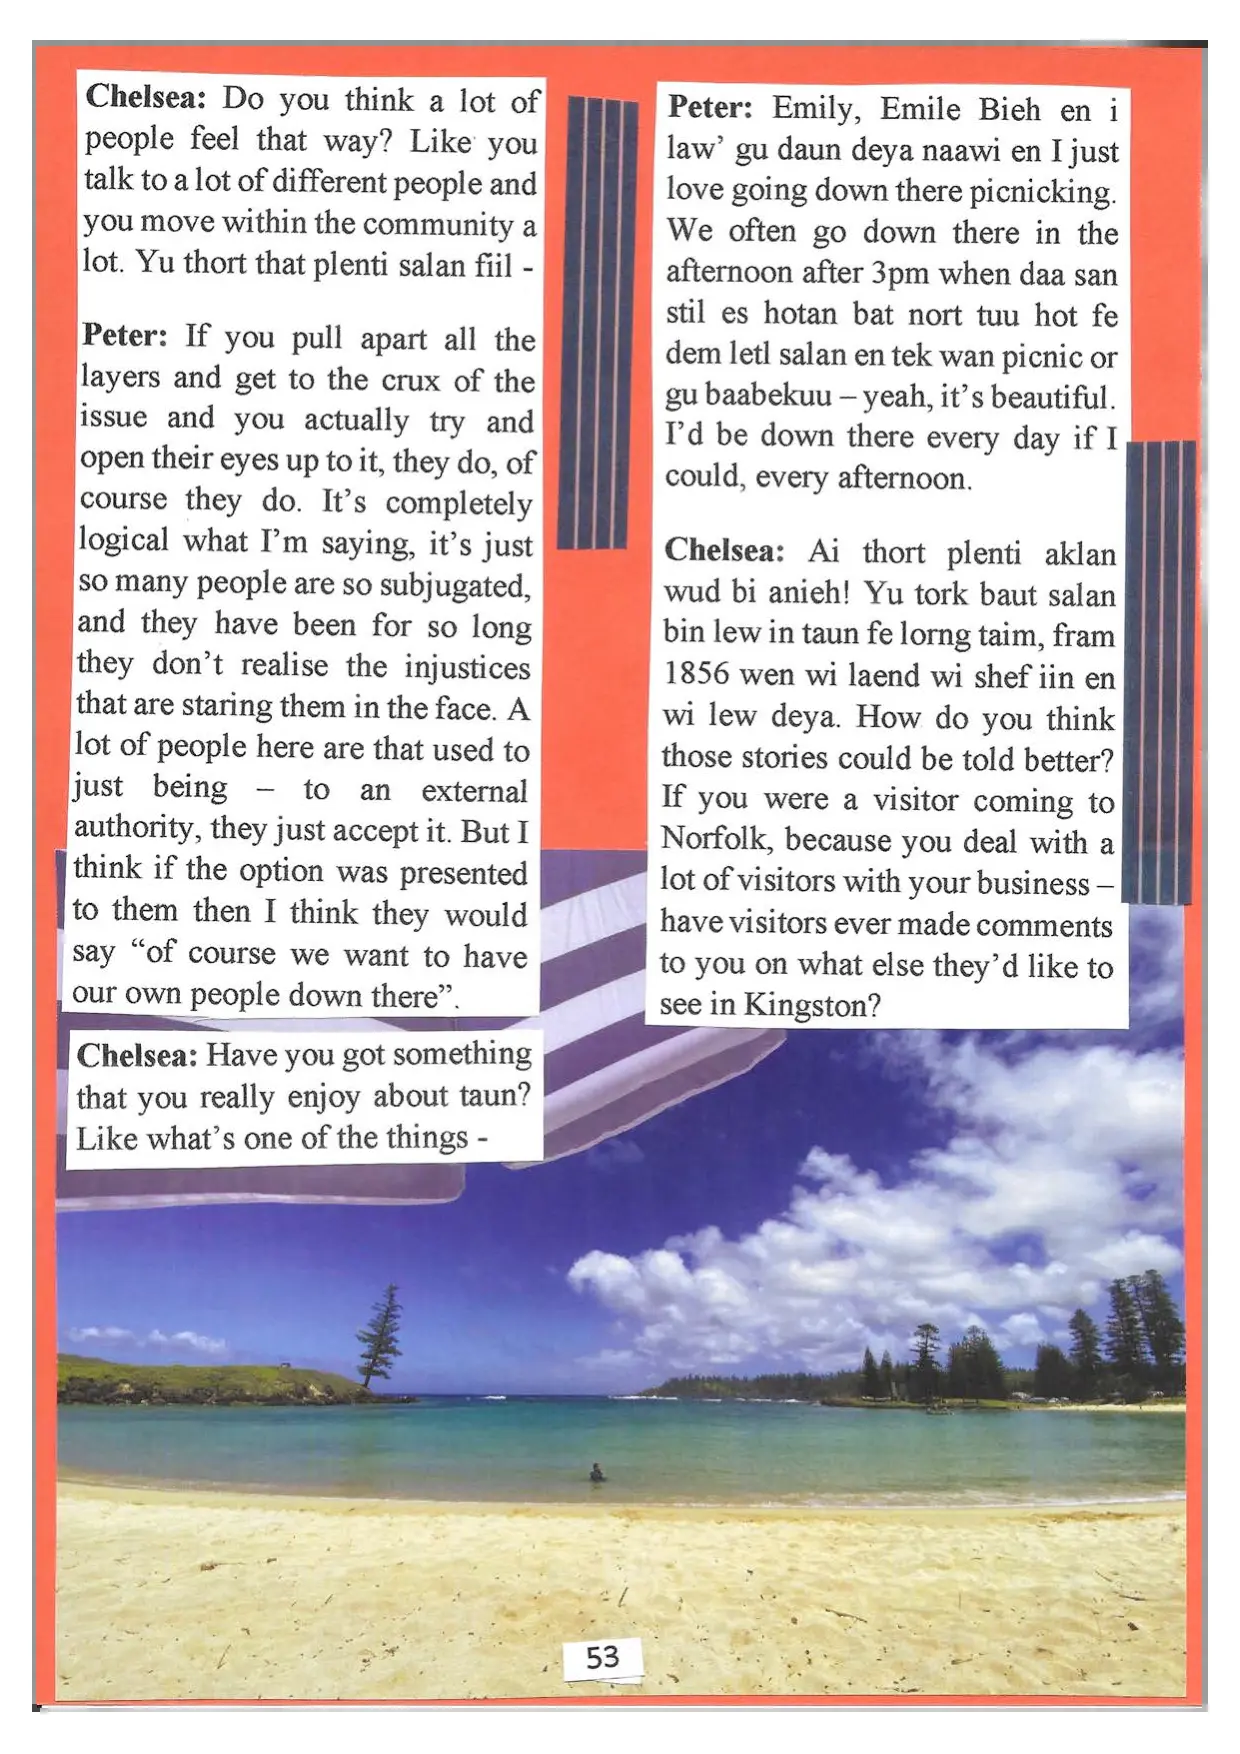 Chelsea: Do you think a lot of
people feel that way? Like you
talk to a lot of different people and
you move within the community a
lot. Yu thort that plenti salan fiil -
Peter: If you pull apart all the
layers and get to the crux of the
issue and you actually try and
open their eyes up to it, they do, of
course they do. It’s completely
logical what I’m saying, it’s just
so many people are so subjugated,
and they have been for so long
they don’t realise the injustices
that are staring them in the face. A
lot of people here are that used to
just being – to an external
authority, they just accept it. But I
think if the option was presented
to them then I think they would
say “of course we want to have
our own people down there”.
Chelsea: Have you got something
that you really enjoy about taun?
Like what’s one of the things -
Peter: Emily, Emile Bieh en i
law’ gu daun deya naawi en I just
love going down there picnicking.
We often go down there in the
afternoon after 3pm when daa san
stil es hotan bat nort tuu hot fe
dem letl salan en tek wan picnic or
gu baabekuu – yeah, it’s beautiful.
I’d be down there every day if I
could, every afternoon.
Chelsea: Ai thort plenti aklan
wud bi anieh! Yu tork baut salan
bin lew in taun fe lorng taim, fram
1856 wen wi laend wi shef iin en
wi lew deya. How do you think
those stories could be told better?
If you were a visitor coming to
Norfolk, because you deal with a
lot of visitors with your business –
have visitors ever made comments
to you on what else they’d like to
see in Kingston?
53